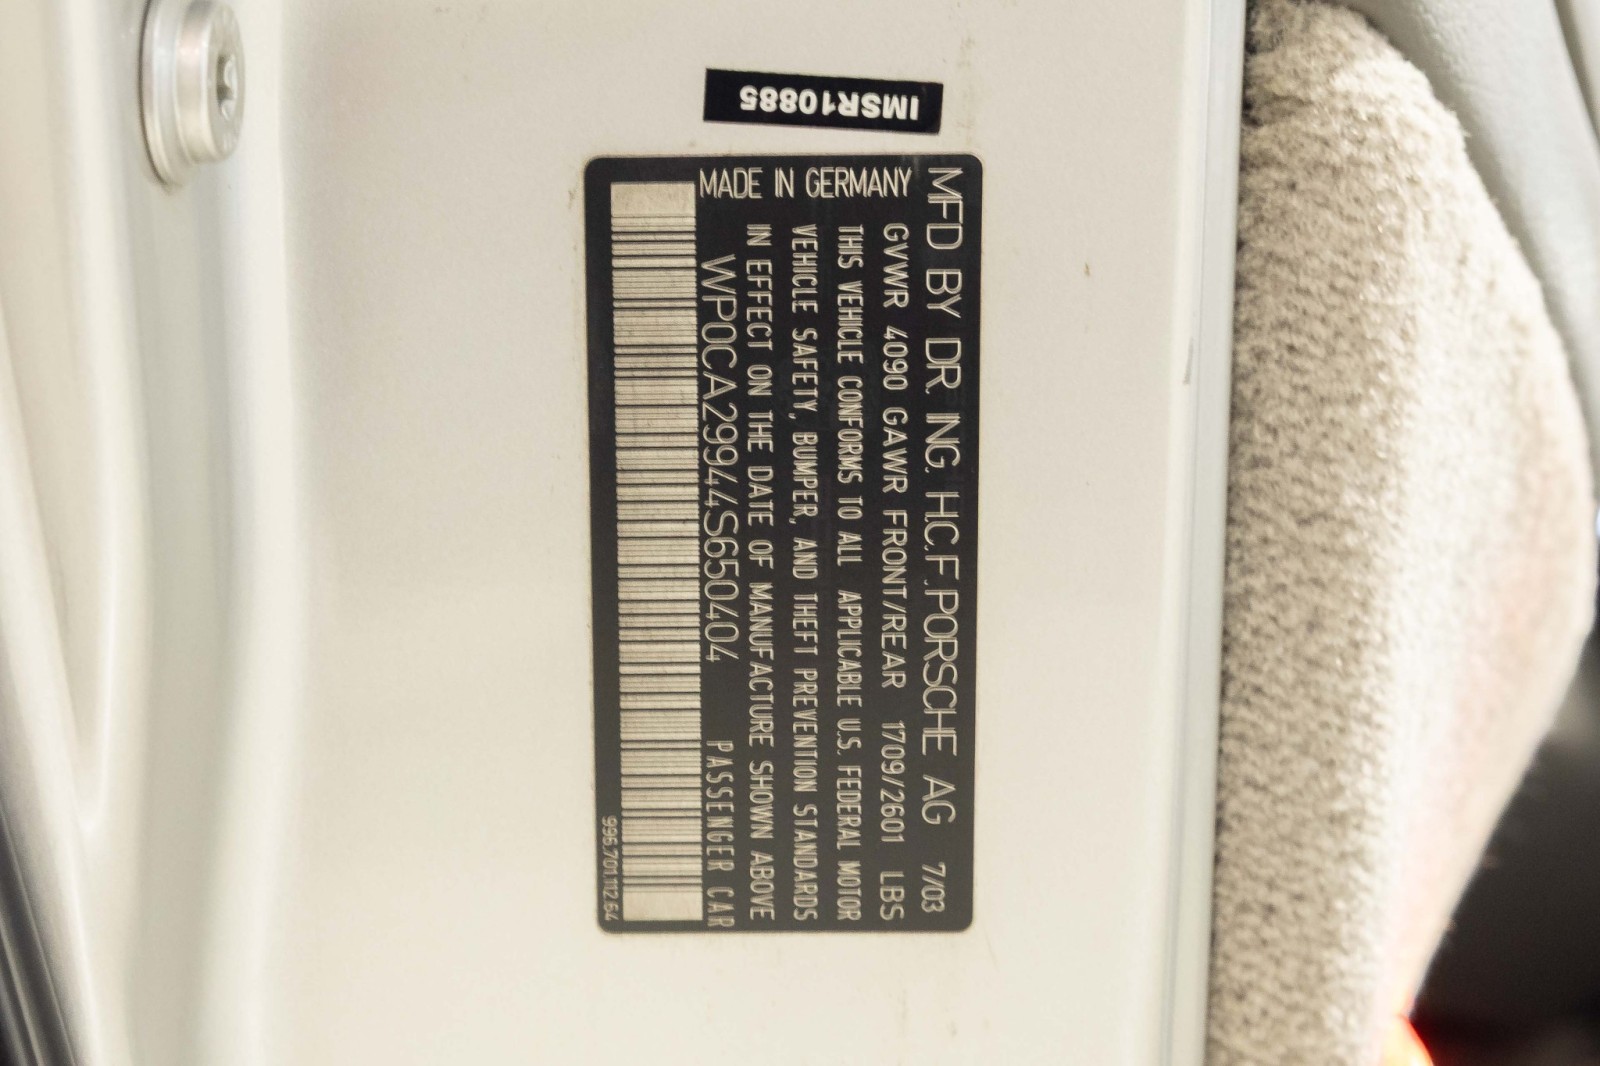 IMSR10885
MFD BY DR. ING. H.C.F. PORSCHE AG 7/03
GVWR 4090 GAWR FRONT/REAR 1709/2601 LBS
THIS VEHICLE CONFORMS TO ALL APPLICABLE U.S. FEDERAL MOTOR
VEHICLE SAFETY, BUMPER, AND THEFT PREVENTION STANDARDS
IN EFFECT ON THE DATE OF MANUFACTURE SHOWN ABOVE
WP0CA29944S650404 PASSENGER CAR
MADE IN GERMANY
996.701.112.64